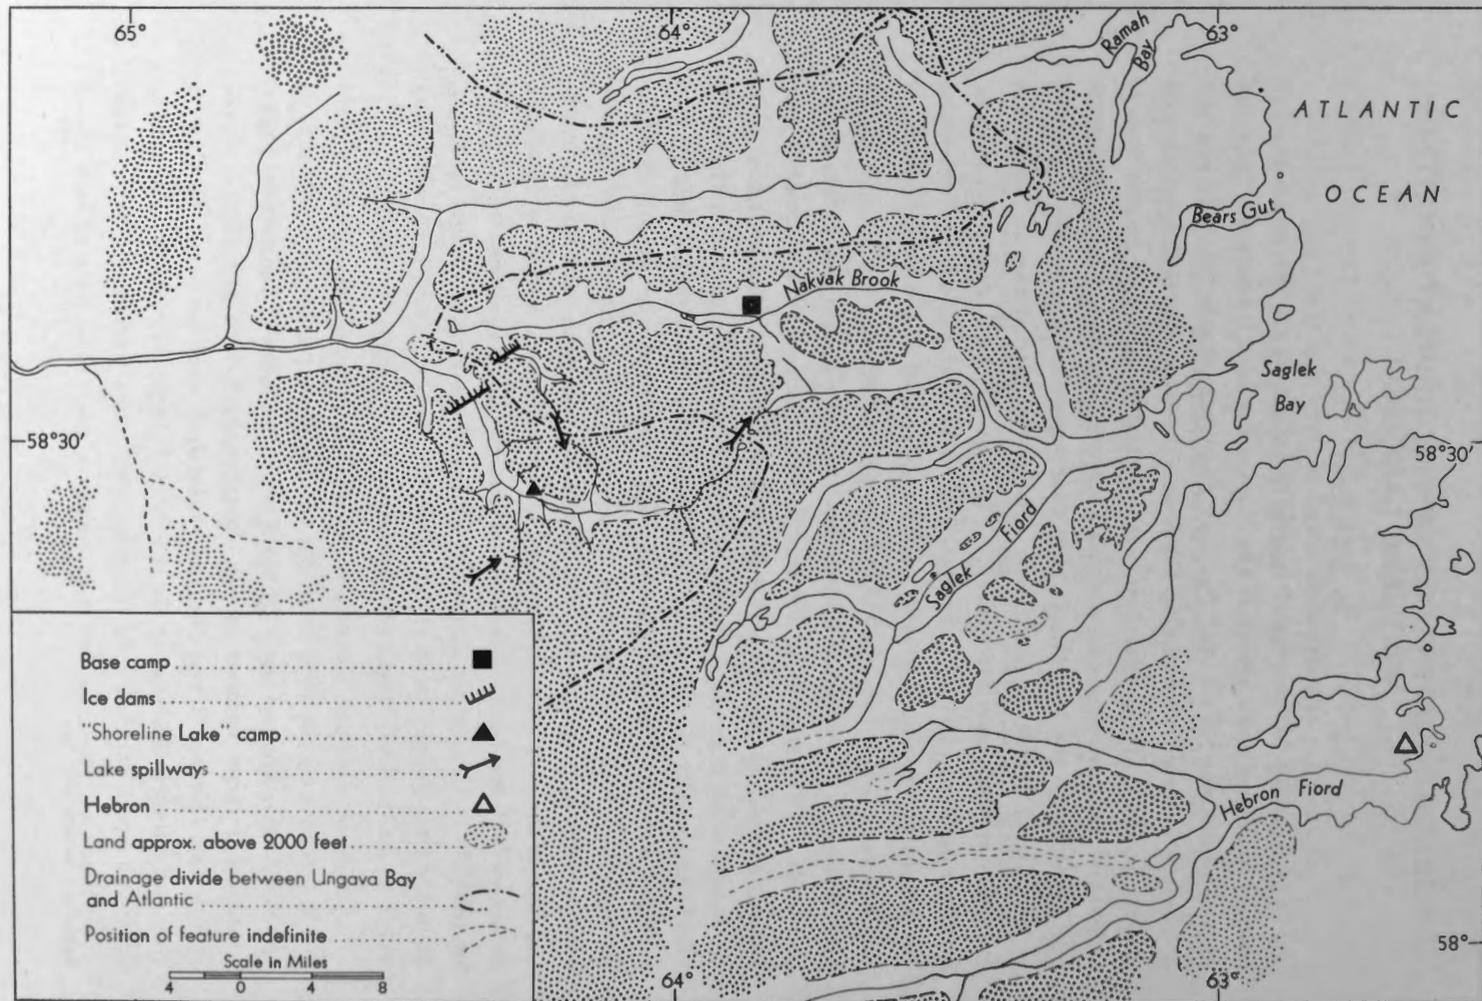 65°
64°
63°
Ramah
Bay
ATLANTIC
OCEAN
Bears Gut
Nakvak Brook
Saglek
Bay
58°30'
58°30'
Saglek Fiord
Hebron Fiord
Base camp
Ice dams
"Shoreline Lake" camp
Lake spillways
Hebron
Land approx. above 2000 feet
Drainage divide between Ungava Bay
and Atlantic
Position of feature indefinite
Scale in Miles
4 0 4 8
58°
64°
63°